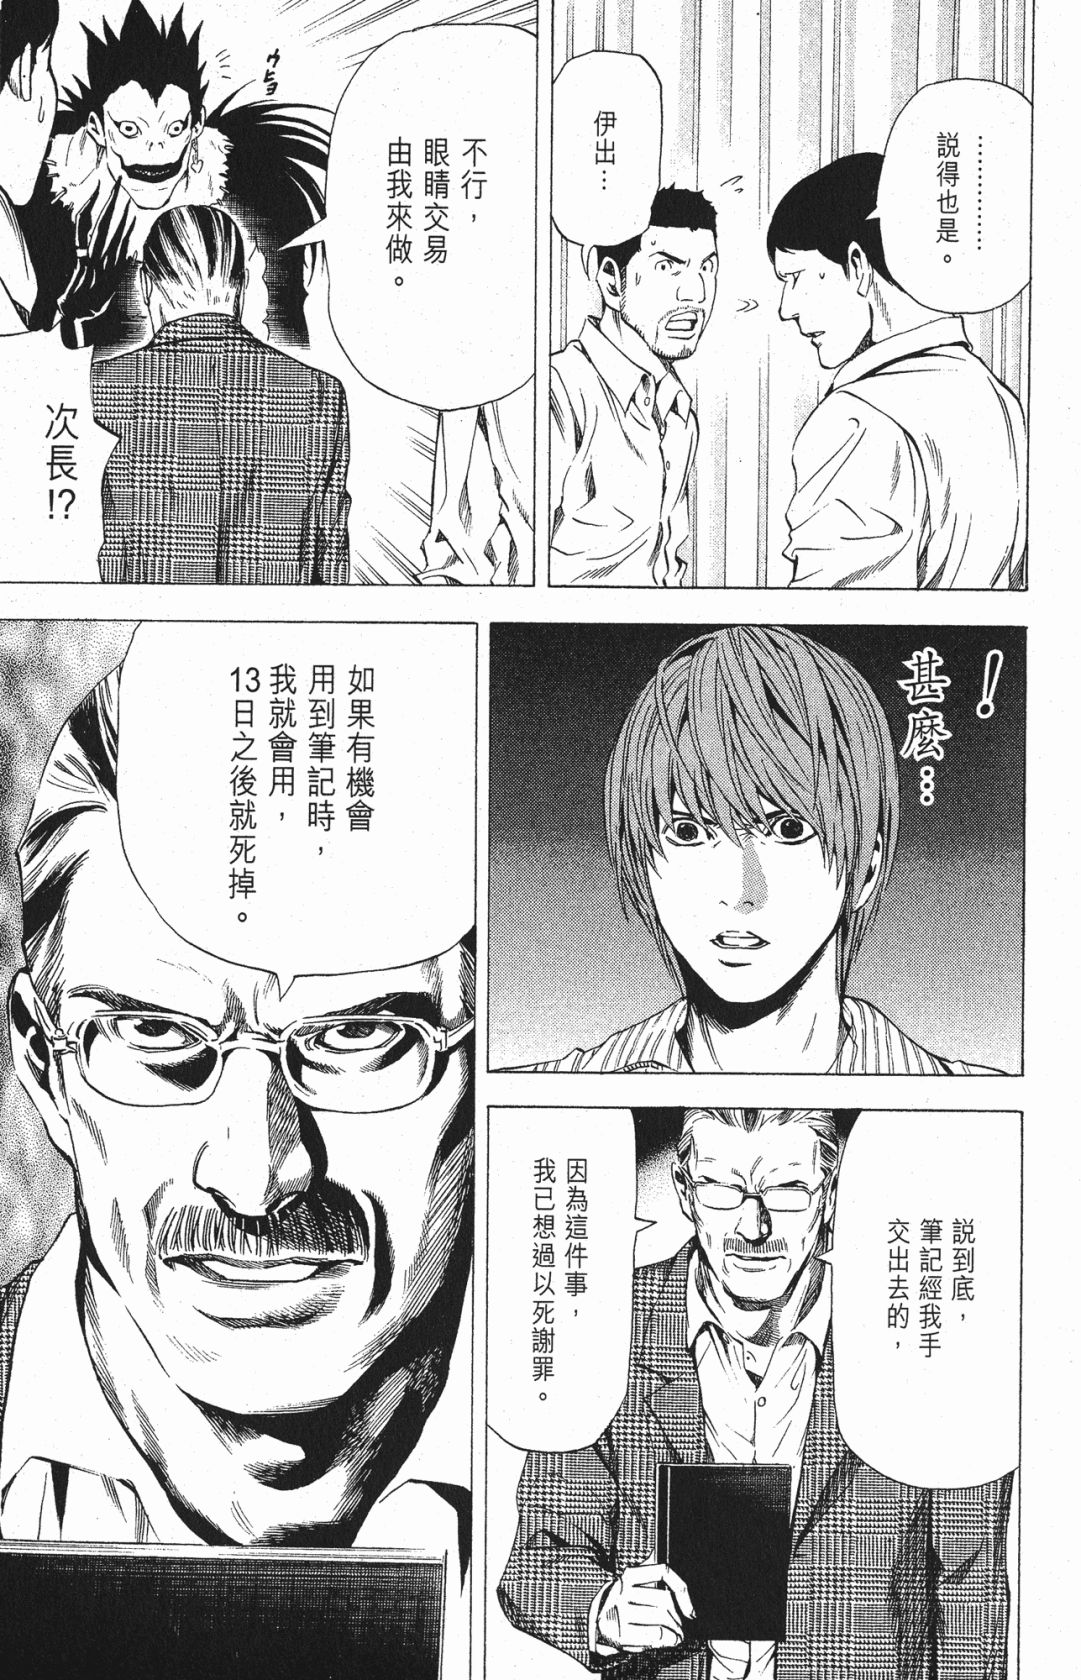 …………
說得也是。
伊出…
不行，
眼睛交易
由我來做。
ウヒョ
次長!?
！
甚麼…
說到底，
筆記經我手
交出去的，
因為這件事，
我已想過以死謝罪。
如果有機會
用到筆記時，
我就會用，
13日之後就死掉。